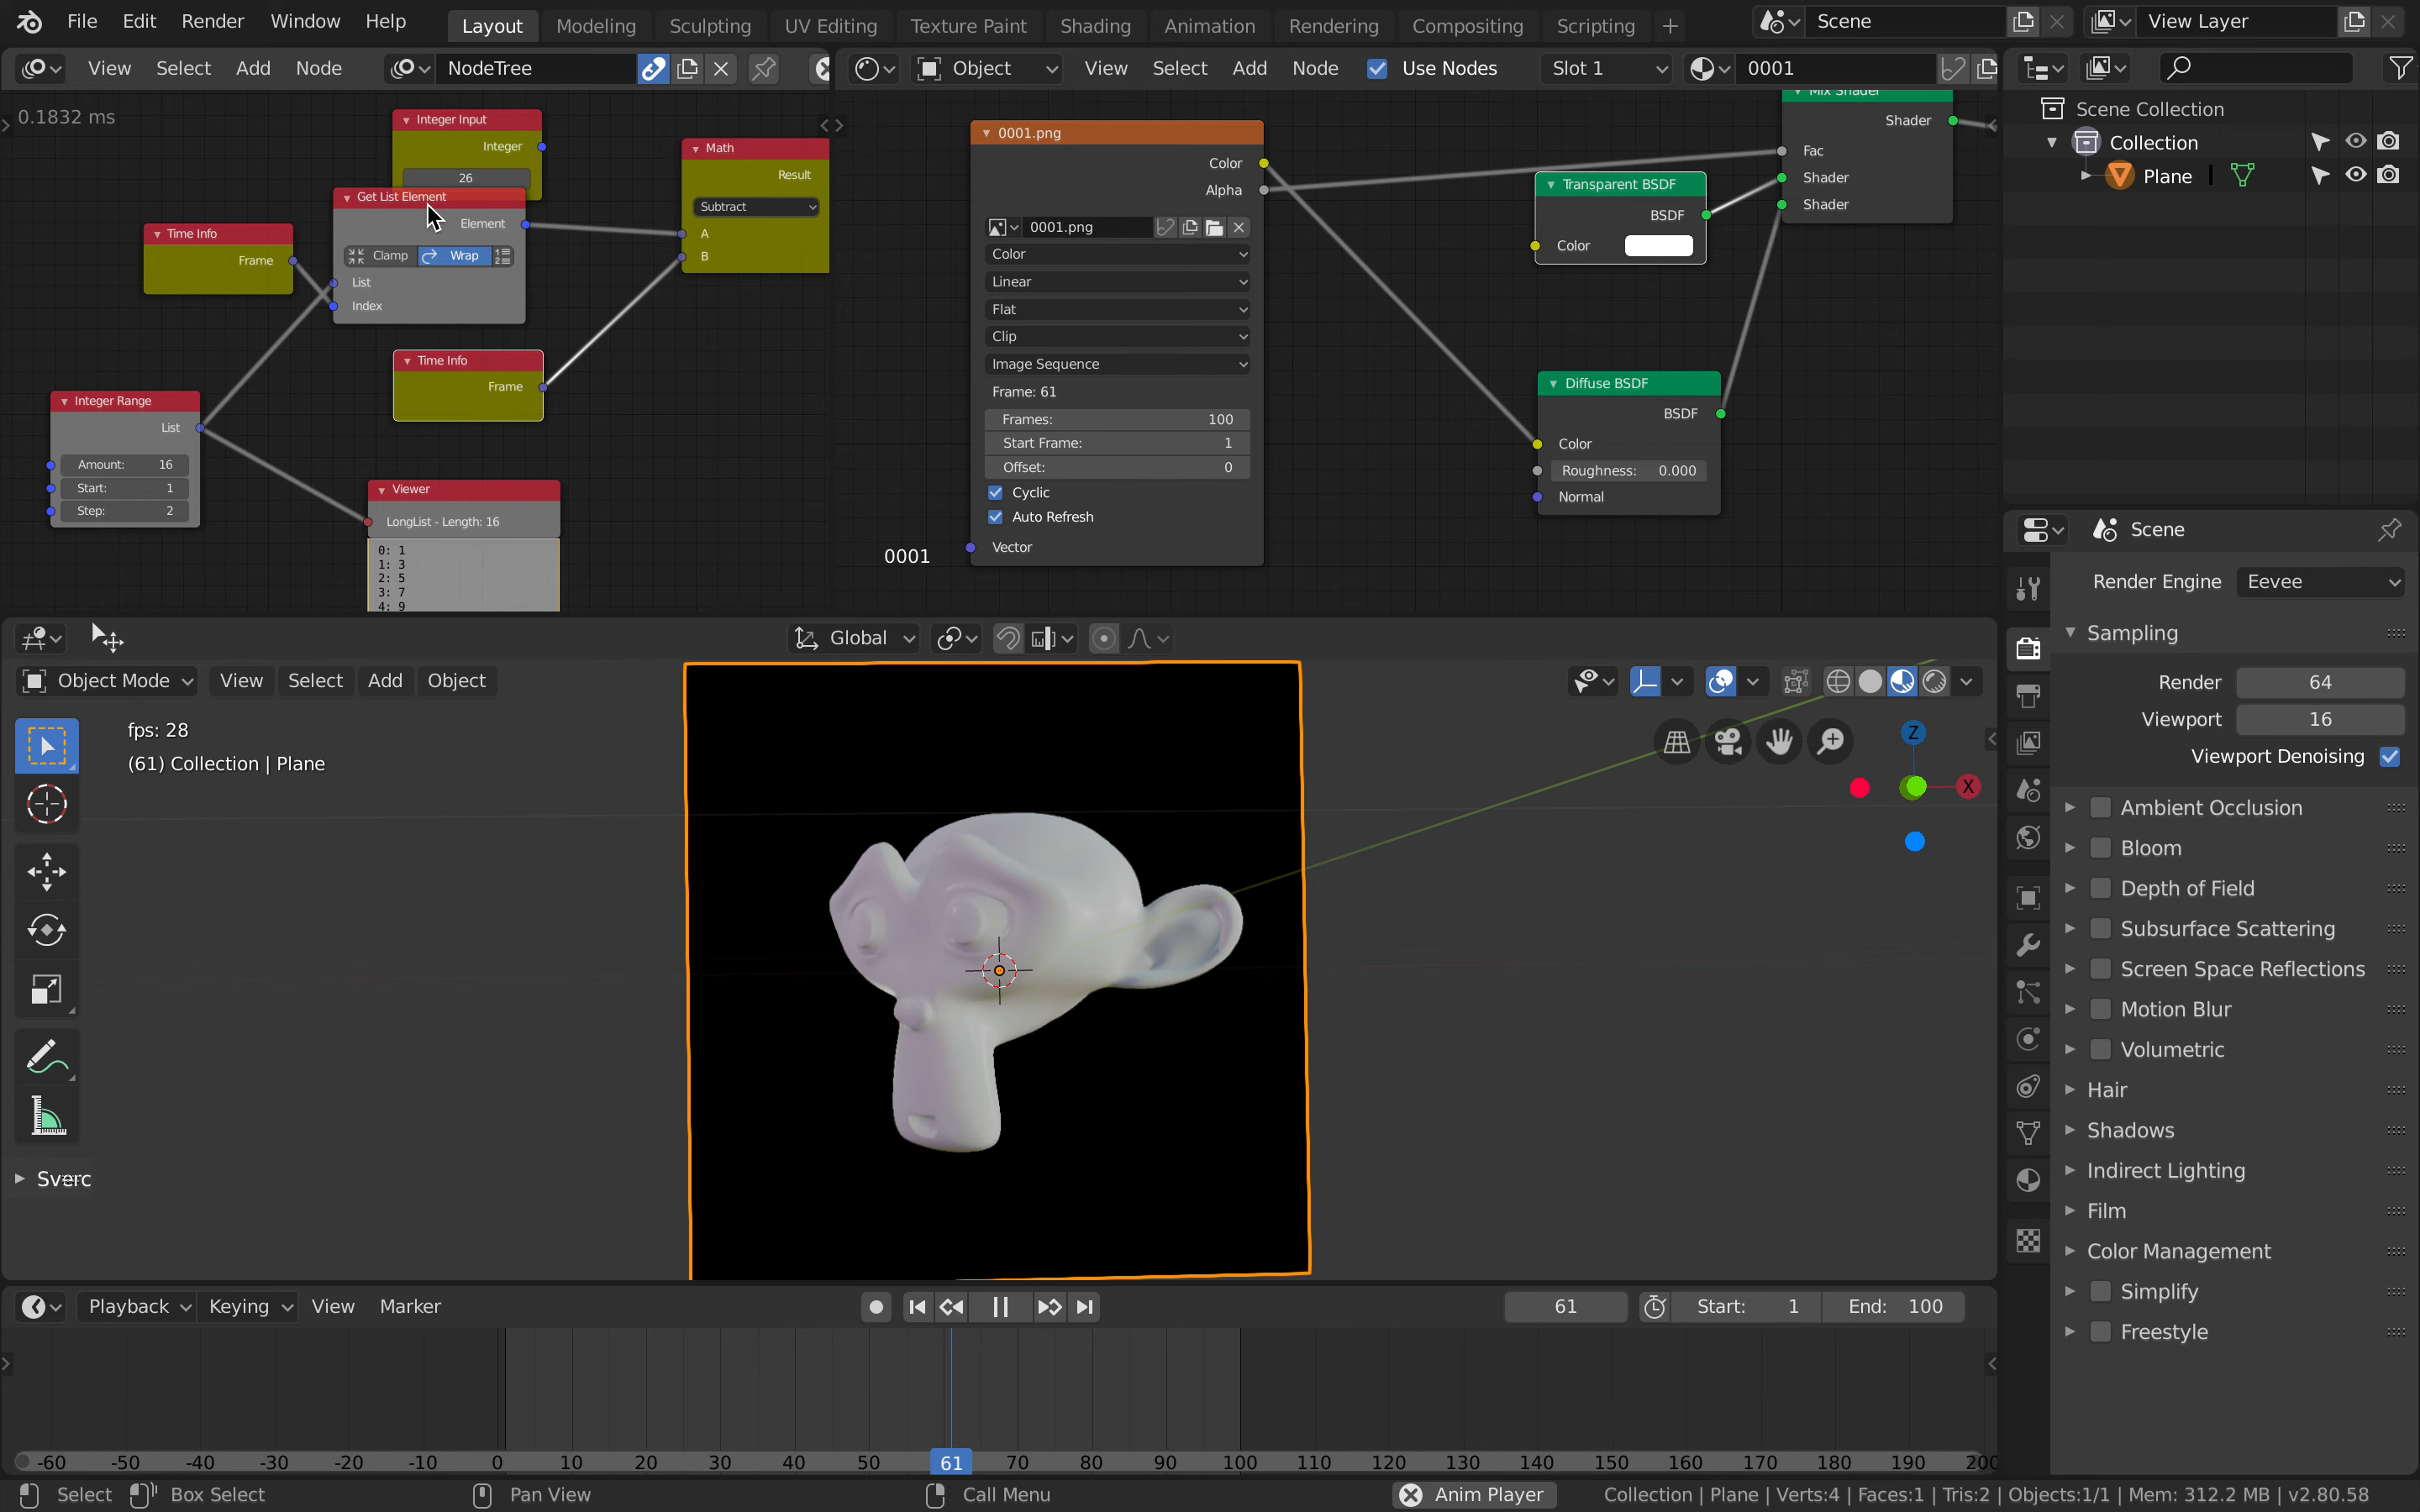 File Edit Render Window Help Layout Modeling Sculpting UV Editing Texture Paint Shading Animation Rendering Compositing Scripting + Scene View Layer
View Select Add Node NodeTree Object View Select Add Node Use Nodes Slot 1 0001
0.1832 ms
Integer Input
Integer
26
Get List Element
Element
Clamp Wrap
List
Index
Math
Result
Subtract
A
B
Time Info
Frame
Time Info
Frame
Integer Range
List
Amount: 16
Start: 1
Step: 2
Viewer
LongList - Length: 16
0: 1
1: 3
2: 5
3: 7
4: 9
0001.png
Color
Alpha
0001.png
Color
Linear
Flat
Clip
Image Sequence
Frame: 61
Frames: 100
Start Frame: 1
Offset: 0
Cyclic
Auto Refresh
Vector
0001
Mix Shader
Shader
Fac
Shader
Shader
Transparent BSDF
BSDF
Color
Diffuse BSDF
BSDF
Color
Roughness: 0.000
Normal
Scene Collection
Collection
Plane
Scene
Render Engine Eevee
Sampling
Render 64
Viewport 16
Viewport Denoising
Ambient Occlusion
Bloom
Depth of Field
Subsurface Scattering
Screen Space Reflections
Motion Blur
Volumetric
Hair
Shadows
Indirect Lighting
Film
Color Management
Simplify
Freestyle
Global
Object Mode View Select Add Object
fps: 28
(61) Collection | Plane
Z
X
Playback Keying View Marker 61 Start: 1 End: 100
-60 -50 -40 -30 -20 -10 0 10 20 30 40 50 61 70 80 90 100 110 120 130 140 150 160 170 180 190 200
Select Box Select Pan View Call Menu Anim Player Collection | Plane | Verts:4 | Faces:1 | Tris:2 | Objects:1/1 | Mem: 312.2 MB | v2.80.58